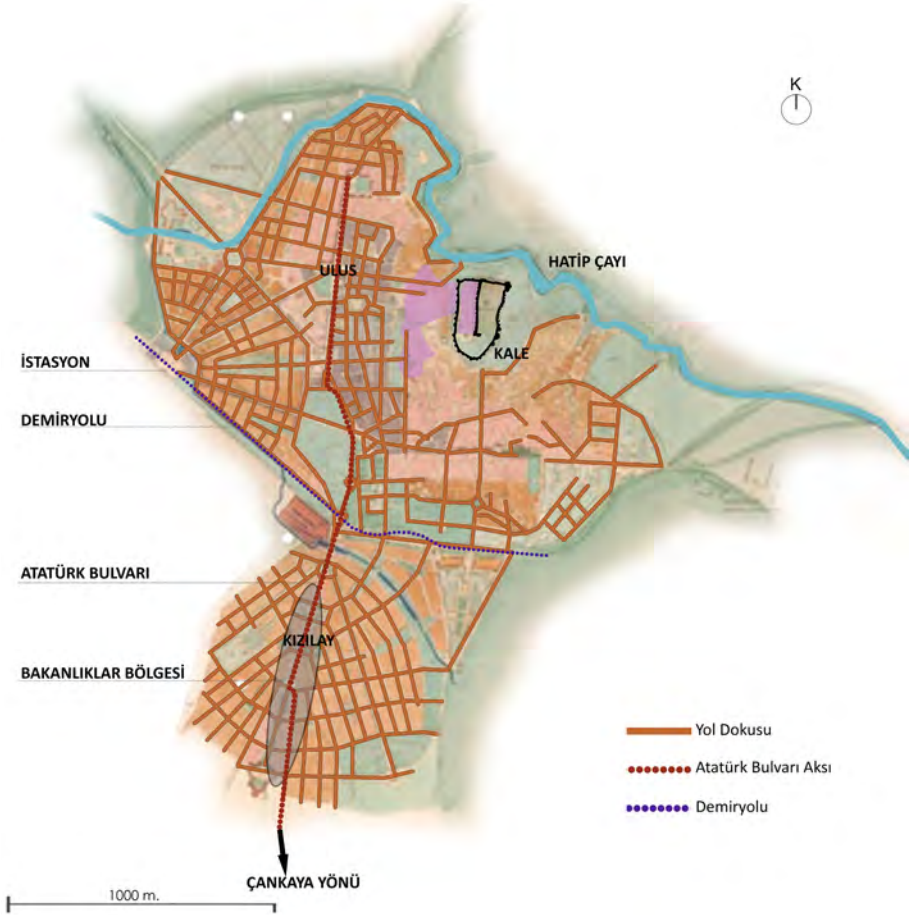 K
HATİP ÇAYI
ULUS
KALE
İSTASYON
DEMİRYOLU
ATATÜRK BULVARI
KIZILAY
BAKANLIKLAR BÖLGESİ
Yol Dokusu
Atatürk Bulvarı Aksı
Demiryolu
ÇANKAYA YÖNÜ
1000 m.